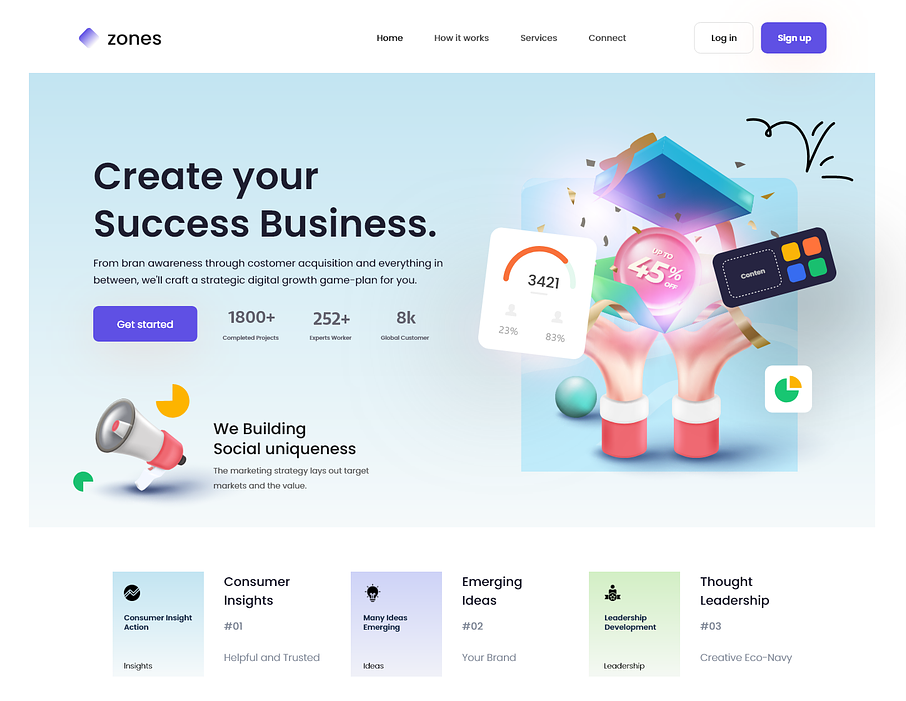 zones
Home
How it works
Services
Connect
Log in
Sign up
Create your
Success Business.
From bran awareness through costomer acquisition and everything in
between, we'll craft a strategic digital growth game-plan for you.
Get started
1800+
Completed Projects
252+
Experts Worker
8k
Global Customer
We Building
Social uniqueness
The marketing strategy lays out target
markets and the value.
UP TO
45%
OFF
3421
23%
83%
Conten
Consumer Insight
Action
Insights
Consumer
Insights
#01
Helpful and Trusted
Many Ideas
Emerging
Ideas
Emerging
Ideas
#02
Your Brand
Leadership
Development
Leadership
Thought
Leadership
#03
Creative Eco-Navy